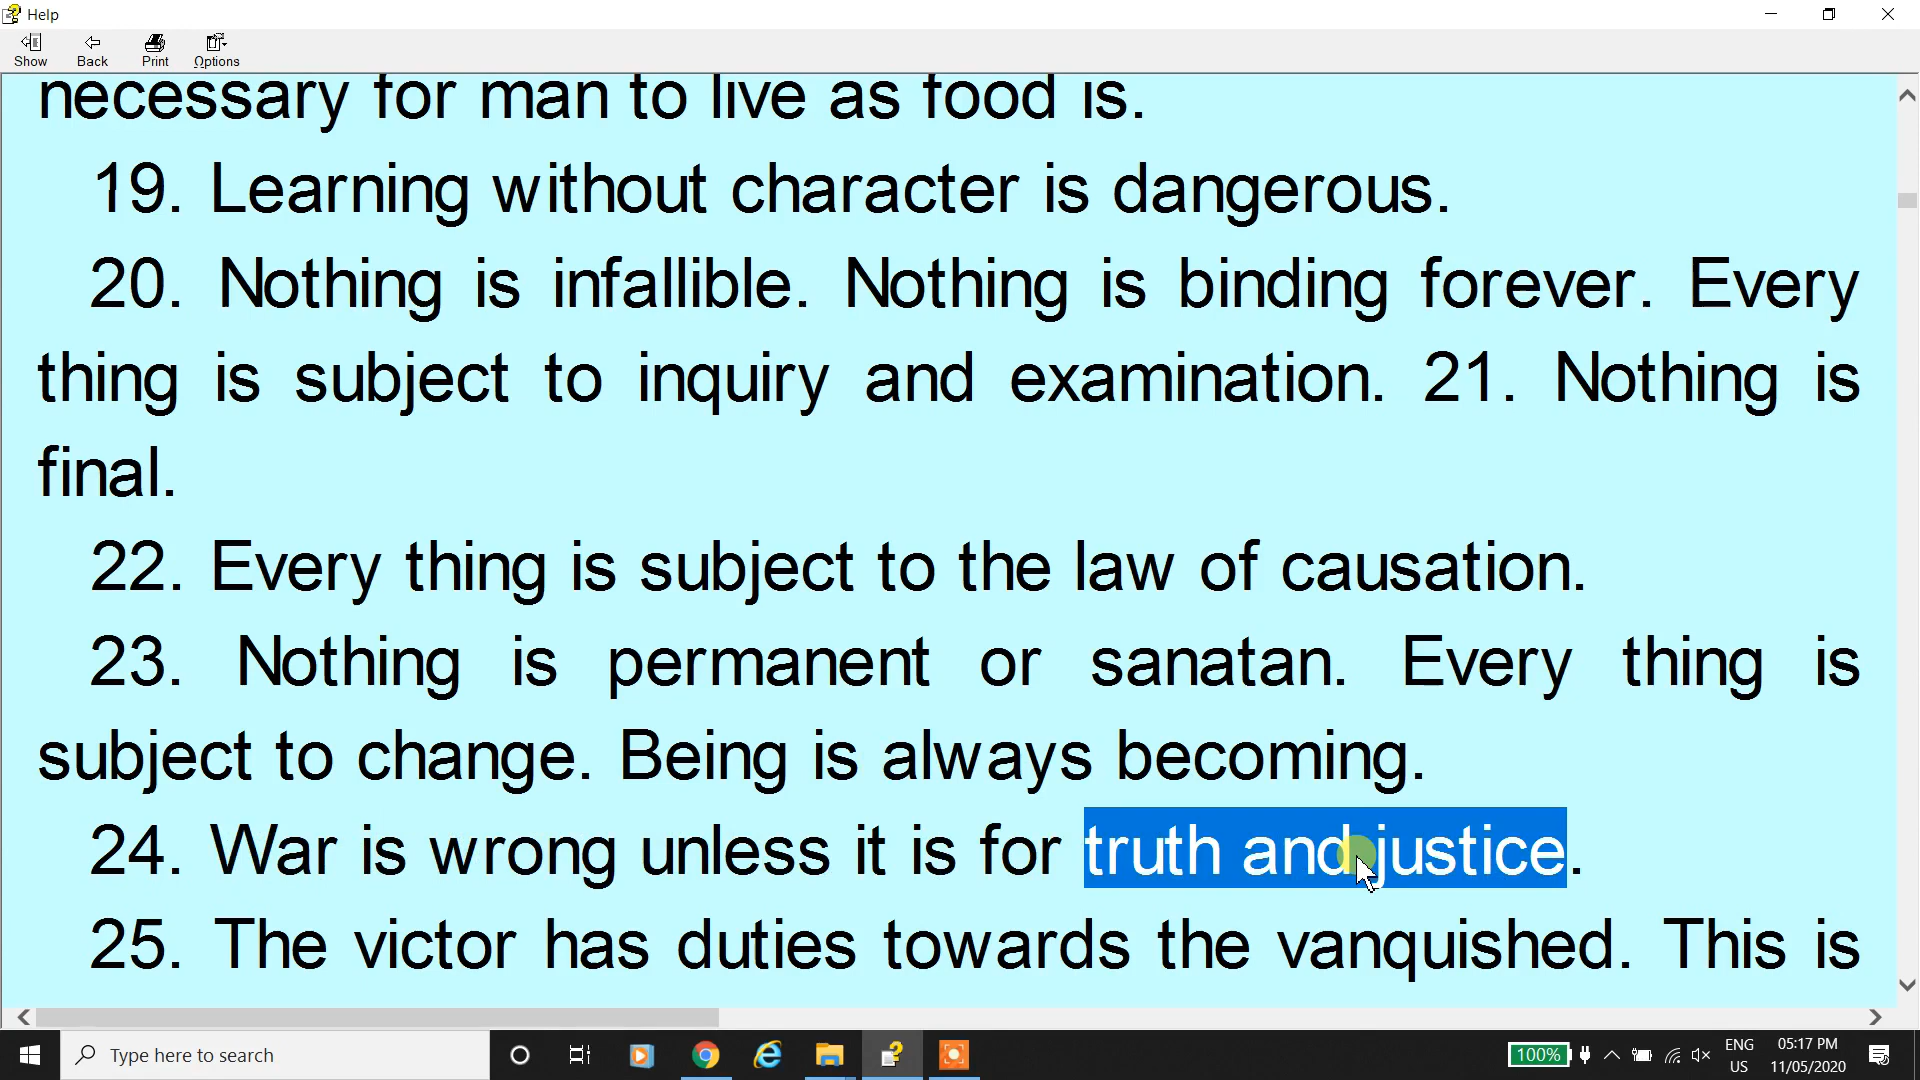 Help
Show Back Print Options
necessary for man to live as food is.
19. Learning without character is dangerous.
20. Nothing is infallible. Nothing is binding forever. Every
thing is subject to inquiry and examination. 21. Nothing is
final.
22. Every thing is subject to the law of causation.
23. Nothing is permanent or sanatan. Every thing is
subject to change. Being is always becoming.
24. War is wrong unless it is for truth and justice.
25. The victor has duties towards the vanquished. This is
Type here to search
100%
ENG
US
05:17 PM
11/05/2020